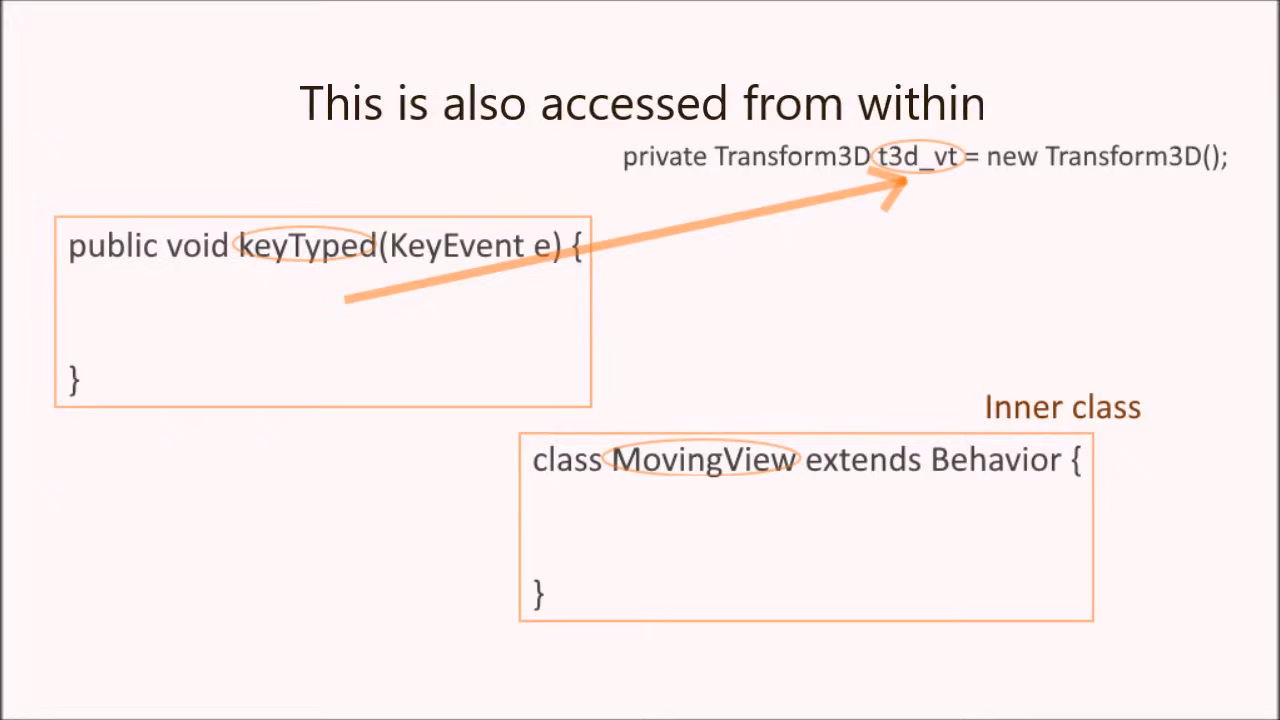 This is also accessed from within
private Transform3D t3d_vt = new Transform3D();
public void keyTyped(KeyEvent e) {
}
Inner class
class MovingView extends Behavior {
}